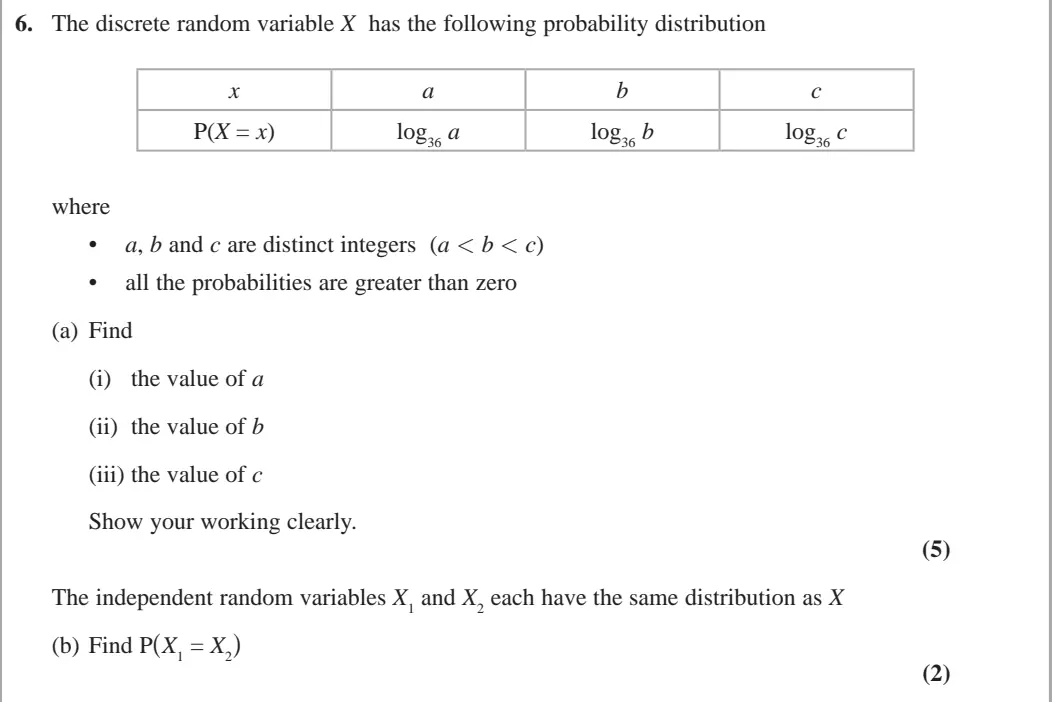 6. The discrete random variable X has the following probability distribution
x a b c
P(X = x) log₃₆ a log₃₆ b log₃₆ c
where
• a, b and c are distinct integers (a < b < c)
• all the probabilities are greater than zero
(a) Find
(i) the value of a
(ii) the value of b
(iii) the value of c
Show your working clearly.
(5)
The independent random variables X₁ and X₂ each have the same distribution as X
(b) Find P(X₁ = X₂)
(2)